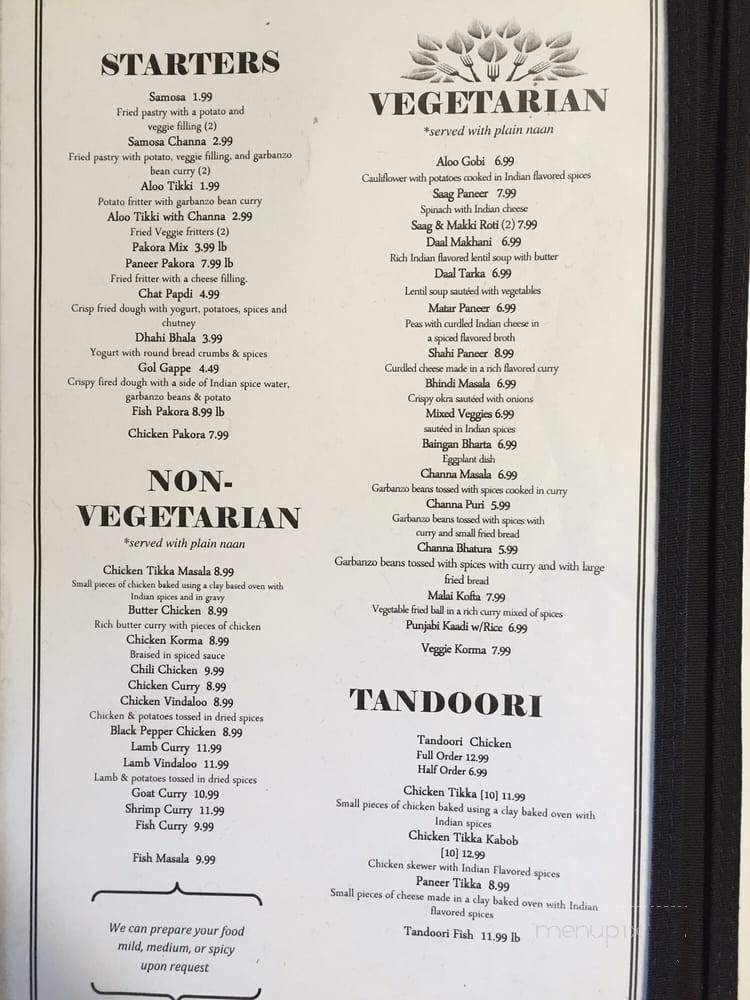 STARTERS
Samosa 1.99
Fried pastry with a potato and
veggie filling (2)
Samosa Channa 2.99
Fried pastry with potato, veggie filling, and garbanzo
bean curry (2)
Aloo Tikki 1.99
Potato fritter with garbanzo bean curry
Aloo Tikki with Channa 2.99
Fried Veggie fritters (2)
Pakora Mix 3.99 lb
Paneer Pakora 7.99 lb
Fried fritter with a cheese filling.
Chat Papdi 4.99
Crisp fried dough with yogurt, potatoes, spices and
chutney
Dhahi Bhala 3.99
Yogurt with round bread crumbs & spices
Gol Gappe 4.49
Crispy fired dough with a side of Indian spice water,
garbanzo beans & potato
Fish Pakora 8.99 lb
Chicken Pakora 7.99
NON-
VEGETARIAN
*served with plain naan
Chicken Tikka Masala 8.99
Small pieces of chicken baked using a clay based oven with
Indian spices and in gravy
Butter Chicken 8.99
Rich butter curry with pieces of chicken
Chicken Korma 8.99
Braised in spiced sauce
Chili Chicken 9.99
Chicken Curry 8.99
Chicken Vindaloo 8.99
Chicken & potatoes tossed in dried spices
Black Pepper Chicken 8.99
Lamb Curry 11.99
Lamb Vindaloo 11.99
Lamb & potatoes tossed in dried spices
Goat Curry 10.99
Shrimp Curry 11.99
Fish Curry 9.99
Fish Masala 9.99
We can prepare your food
mild, medium, or spicy
upon request
VEGETARIAN
*served with plain naan
Aloo Gobi 6.99
Cauliflower with potatoes cooked in Indian flavored spices
Saag Paneer 7.99
Spinach with Indian cheese
Saag & Makki Roti (2) 7.99
Daal Makhani 6.99
Rich Indian flavored lentil soup with butter
Daal Tarka 6.99
Lentil soup sautéed with vegetables
Matar Paneer 6.99
Peas with curdled Indian cheese in
a spiced flavored broth
Shahi Paneer 8.99
Curdled cheese made in a rich flavored curry
Bhindi Masala 6.99
Crispy okra sautéed with onions
Mixed Veggies 6.99
sautéed in Indian spices
Baingan Bharta 6.99
Eggplant dish
Channa Masala 6.99
Garbanzo beans tossed with spices cooked in curry
Channa Puri 5.99
Garbanzo beans tossed with spices with
curry and small fried bread
Channa Bhatura 5.99
Garbanzo beans tossed with spices with curry and with large
fried bread
Malai Kofta 7.99
Vegetable fried ball in a rich curry mixed of spices
Punjabi Kaadi w/Rice 6.99
Veggie Korma 7.99
TANDOORI
Tandoori Chicken
Full Order 12.99
Half Order 6.99
Chicken Tikka [10] 11.99
Small pieces of chicken baked using a clay baked oven with
Indian spices
Chicken Tikka Kabob
[10] 12.99
Chicken skewer with Indian Flavored spices
Paneer Tikka 8.99
Small pieces of cheese made in a clay baked oven with Indian
flavored spices
Tandoori Fish 11.99 lb